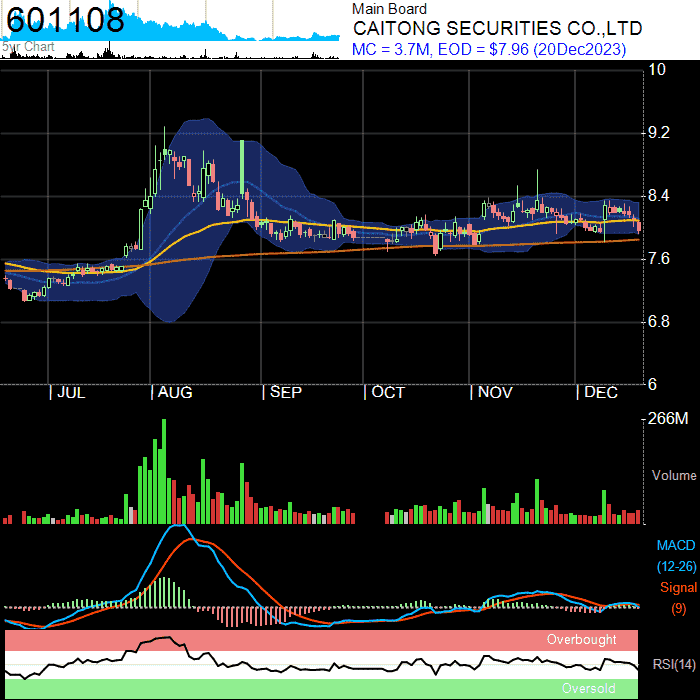 601108
5yr Chart
Main Board
CAITONG SECURITIES CO.,LTD
MC = 3.7M, EOD = $7.96 (20Dec2023)
10
9.2
8.4
7.6
6.8
6
JUL AUG SEP OCT NOV DEC
266M
Volume
MACD
(12-26)
Signal
(9)
Overbought
RSI(14)
Oversold